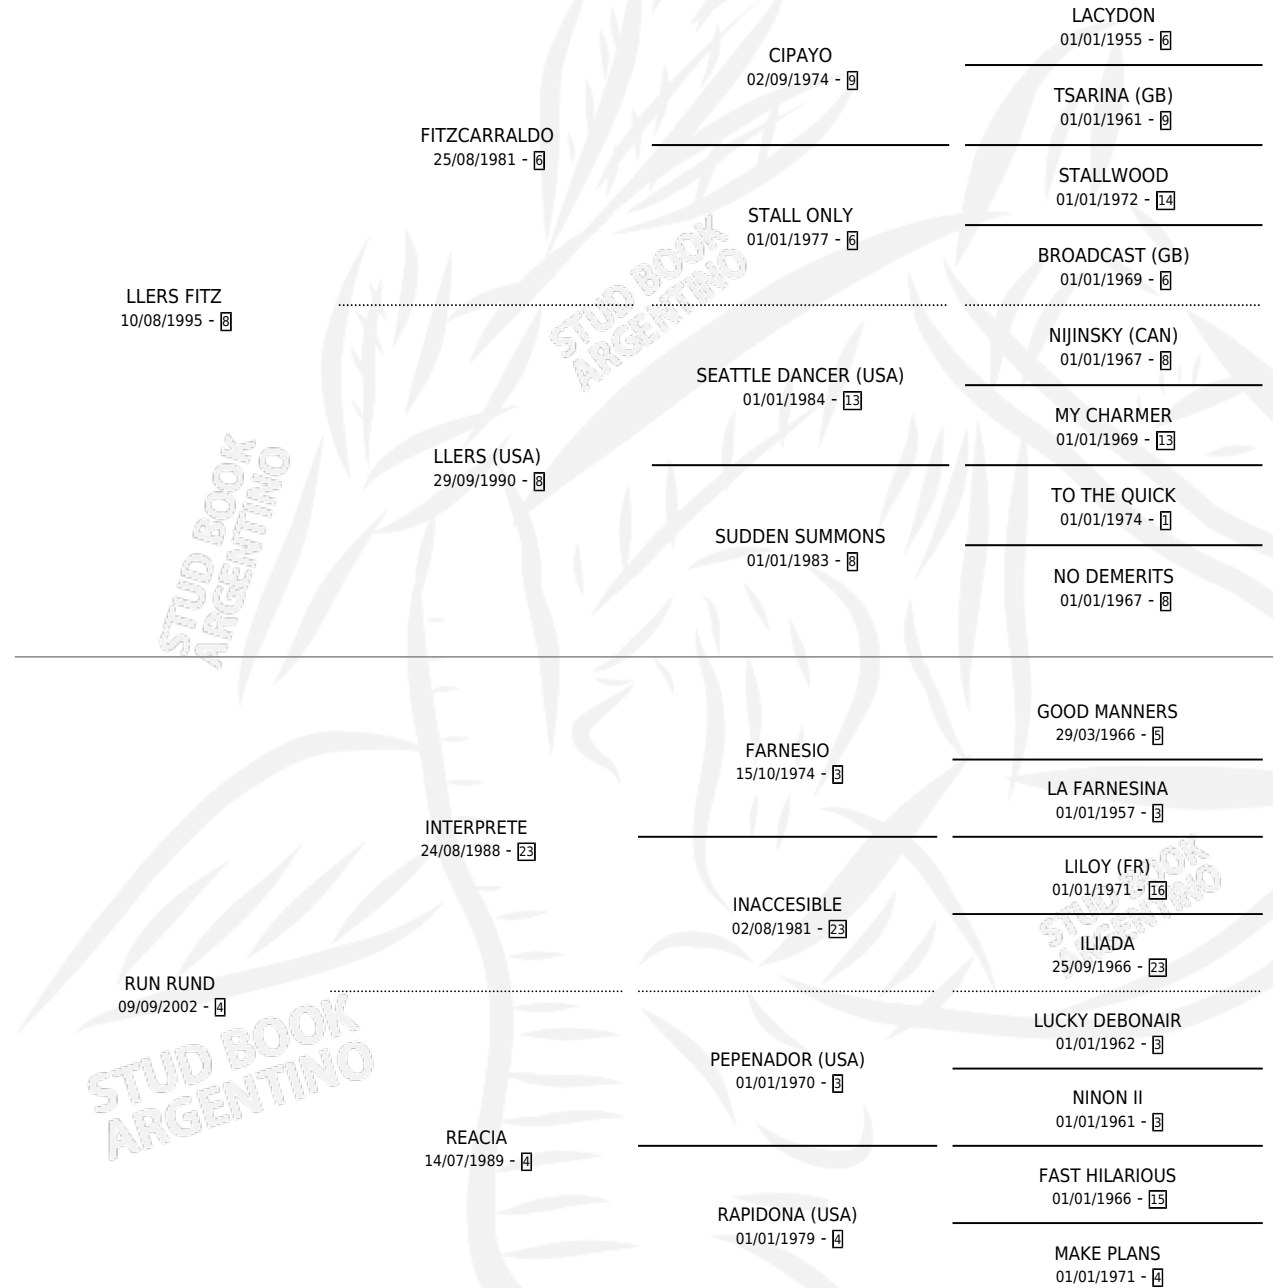 LACYDON
01/01/1955 - 6
CIPAYO
02/09/1974 - 9
TSARINA (GB)
01/01/1961 - 9
FITZCARRALDO
25/08/1981 - 6
STALLWOOD
01/01/1972 - 14
STALL ONLY
01/01/1977 - 6
BROADCAST (GB)
01/01/1969 - 6
LLERS FITZ
10/08/1995 - 8
NIJINSKY (CAN)
01/01/1967 - 8
SEATTLE DANCER (USA)
01/01/1984 - 13
MY CHARMER
01/01/1969 - 13
LLERS (USA)
29/09/1990 - 8
TO THE QUICK
01/01/1974 - 1
SUDDEN SUMMONS
01/01/1983 - 8
NO DEMERITS
01/01/1967 - 8
GOOD MANNERS
29/03/1966 - 5
FARNESIO
15/10/1974 - 3
LA FARNESINA
01/01/1957 - 3
INTERPRETE
24/08/1988 - 23
LILOY (FR)
01/01/1971 - 16
INACCESIBLE
02/08/1981 - 23
ILIADA
25/09/1966 - 23
RUN RUND
09/09/2002 - 4
LUCKY DEBONAIR
01/01/1962 - 3
PEPENADOR (USA)
01/01/1970 - 3
NINON II
01/01/1961 - 3
REACIA
14/07/1989 - 4
FAST HILARIOUS
01/01/1966 - 15
RAPIDONA (USA)
01/01/1979 - 4
MAKE PLANS
01/01/1971 - 4
STUD BOOK
ARGENTINO
STUD BOOK
ARGENTINO
STUD BOOK
ARGENTINO
STUD BOOK
ARGENTINO